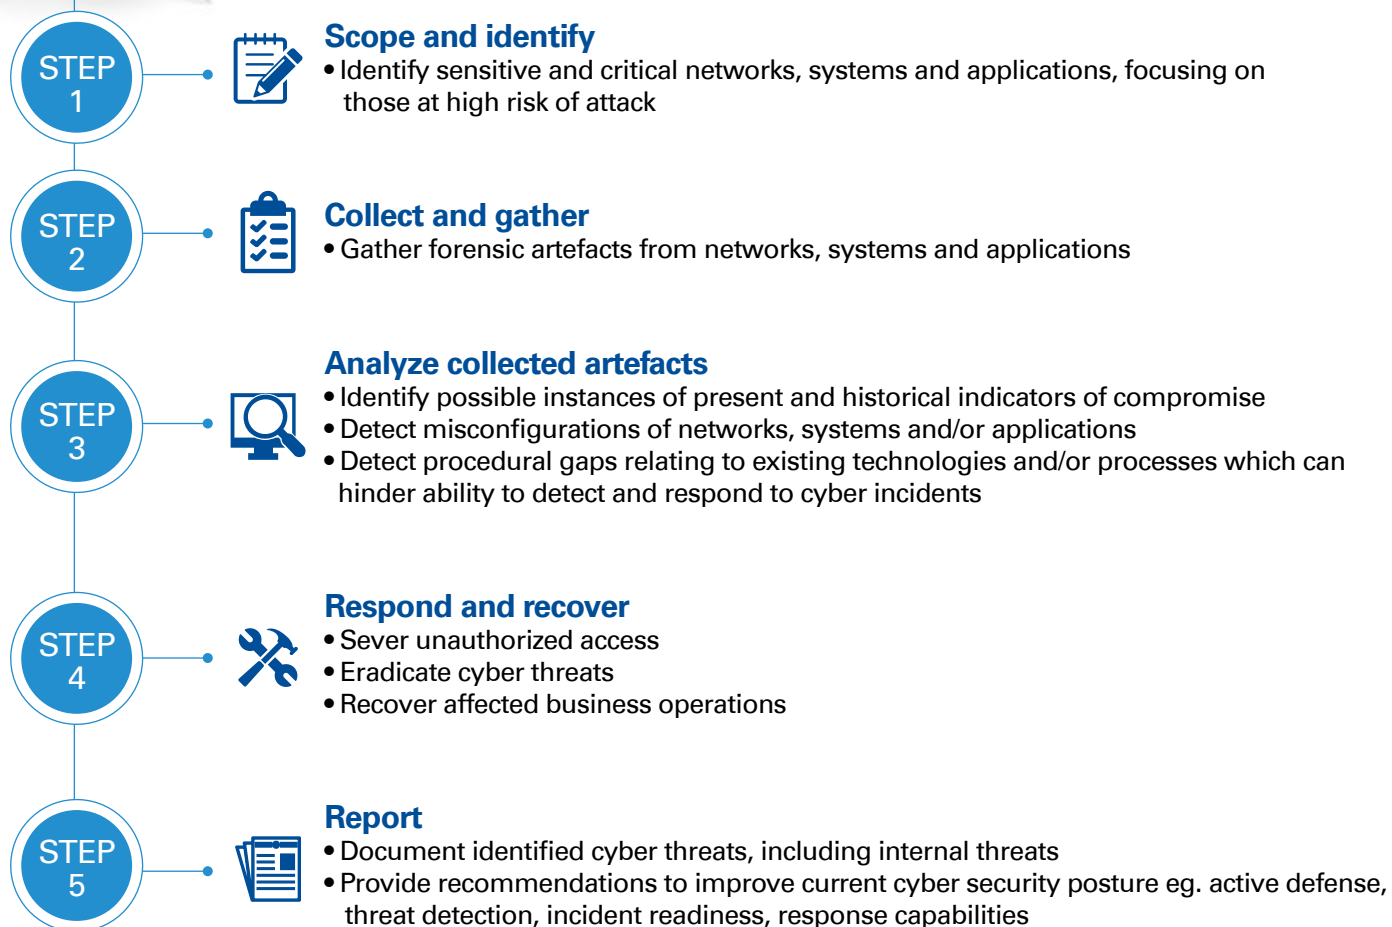 STEP
1
Scope and identify
• Identify sensitive and critical networks, systems and applications, focusing on
those at high risk of attack
STEP
2
Collect and gather
• Gather forensic artefacts from networks, systems and applications
STEP
3
Analyze collected artefacts
• Identify possible instances of present and historical indicators of compromise
• Detect misconfigurations of networks, systems and/or applications
• Detect procedural gaps relating to existing technologies and/or processes which can
hinder ability to detect and respond to cyber incidents
STEP
4
Respond and recover
• Sever unauthorized access
• Eradicate cyber threats
• Recover affected business operations
STEP
5
Report
• Document identified cyber threats, including internal threats
• Provide recommendations to improve current cyber security posture eg. active defense,
threat detection, incident readiness, response capabilities